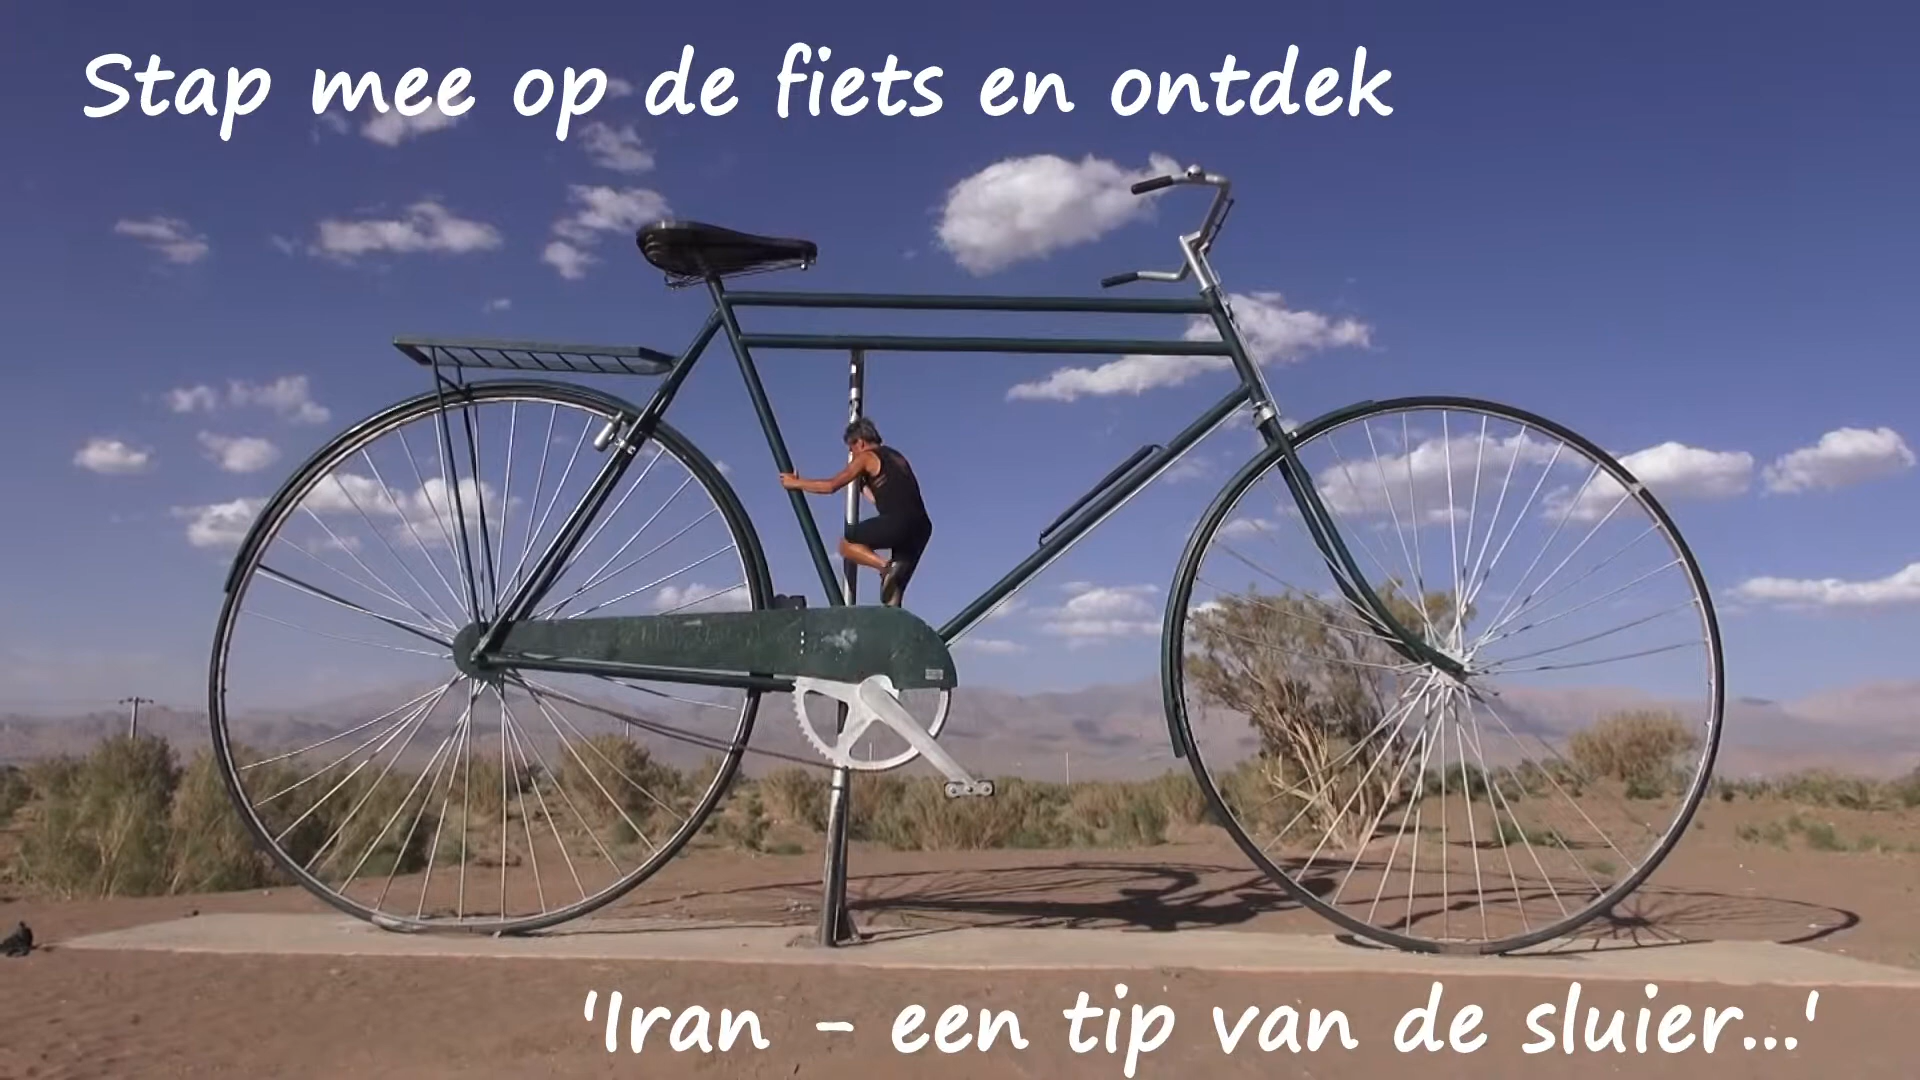 Stap mee op de fiets en ontdek
'Iran - een tip van de sluier...'